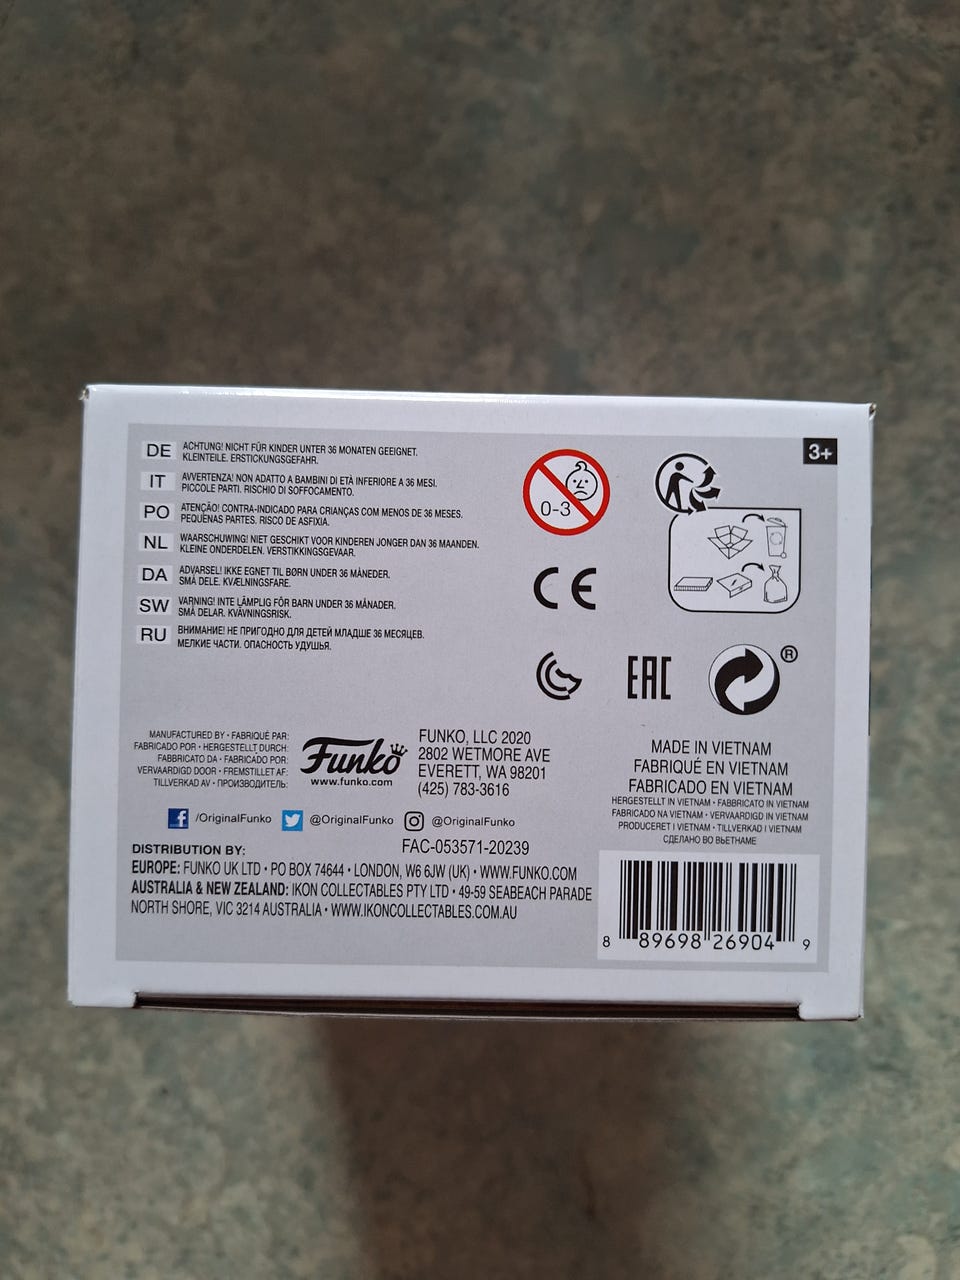 DE ACHTUNG! NICHT FÜR KINDER UNTER 36 MONATEN GEEIGNET.
KLEINTEILE. ERSTICKUNGSGEFAHR.
IT AVVERTENZA! NON ADATTO A BAMBINI DI ETÀ INFERIORE A 36 MESI.
PICCOLE PARTI. RISCHIO DI SOFFOCAMENTO.
PO ATENÇÃO! CONTRA-INDICADO PARA CRIANÇAS COM MENOS DE 36 MESES.
PEQUENAS PARTES. RISCO DE ASFIXIA.
NL WAARSCHUWING! NIET GESCHIKT VOOR KINDEREN JONGER DAN 36 MAANDEN.
KLEINE ONDERDELEN. VERSTIKKINGSGEVAAR.
DA ADVARSEL! IKKE EGNET TIL BØRN UNDER 36 MÅNEDER.
SMÅ DELE. KVÆLNINGSFARE.
SW VARNING! INTE LÄMPLIG FÖR BARN UNDER 36 MÅNADER.
SMÅ DELAR. KVÄVNINGSRISK.
RU ВНИМАНИЕ! НЕ ПРИГОДНО ДЛЯ ДЕТЕЙ МЛАДШЕ 36 МЕСЯЦЕВ.
МЕЛКИЕ ЧАСТИ. ОПАСНОСТЬ УДУШЬЯ.
0-3
3+
CE
EAC
®
MANUFACTURED BY • FABRIQUÉ PAR:
FABRICADO POR • HERGESTELLT DURCH:
FABBRICATO DA • FABRICADO POR:
VERVAARDIGD DOOR • FREMSTILLET AF:
TILLVERKAD AV • ПРОИЗВОДИТЕЛЬ:
Funko
www.funko.com
FUNKO, LLC 2020
2802 WETMORE AVE
EVERETT, WA 98201
(425) 783-3616
/OriginalFunko @OriginalFunko @OriginalFunko
FAC-053571-20239
DISTRIBUTION BY:
EUROPE: FUNKO UK LTD • PO BOX 74644 • LONDON, W6 6JW (UK) • WWW.FUNKO.COM
AUSTRALIA & NEW ZEALAND: IKON COLLECTABLES PTY LTD • 49-59 SEABEACH PARADE
NORTH SHORE, VIC 3214 AUSTRALIA • WWW.IKONCOLLECTABLES.COM.AU
MADE IN VIETNAM
FABRIQUÉ EN VIETNAM
FABRICADO EN VIETNAM
HERGESTELLT IN VIETNAM • FABBRICATO IN VIETNAM
FABRICADO NA VIETNAM • VERVAARDIGD IN VIETNAM
PRODUCERET I VIETNAM • TILLVERKAD I VIETNAM
СДЕЛАНО ВО ВЬЕТНАМЕ
8 89698 26904 9